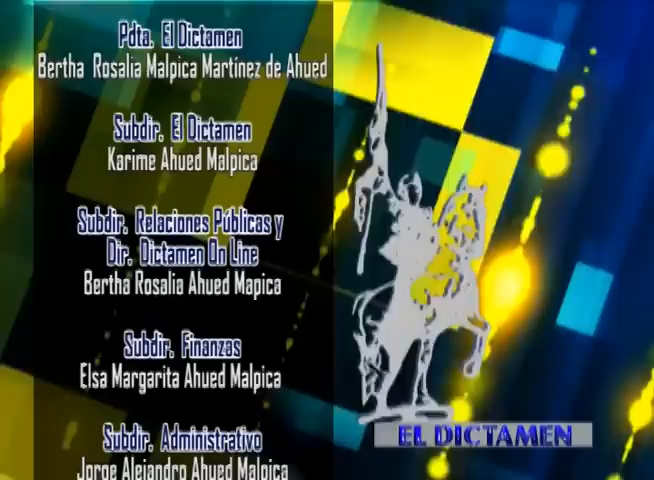 Pdta. El Dictamen
Bertha Rosalia Malpica Martínez de Ahued
Subdir. El Dictamen
Karime Ahued Malpica
Subdir. Relaciones Públicas y
Dir. Dictamen On Line
Bertha Rosalia Ahued Mapica
Subdir. Finanzas
Elsa Margarita Ahued Malpica
Subdir. Administrativo
Jorge Alejandro Ahued Malpica
EL DICTAMEN